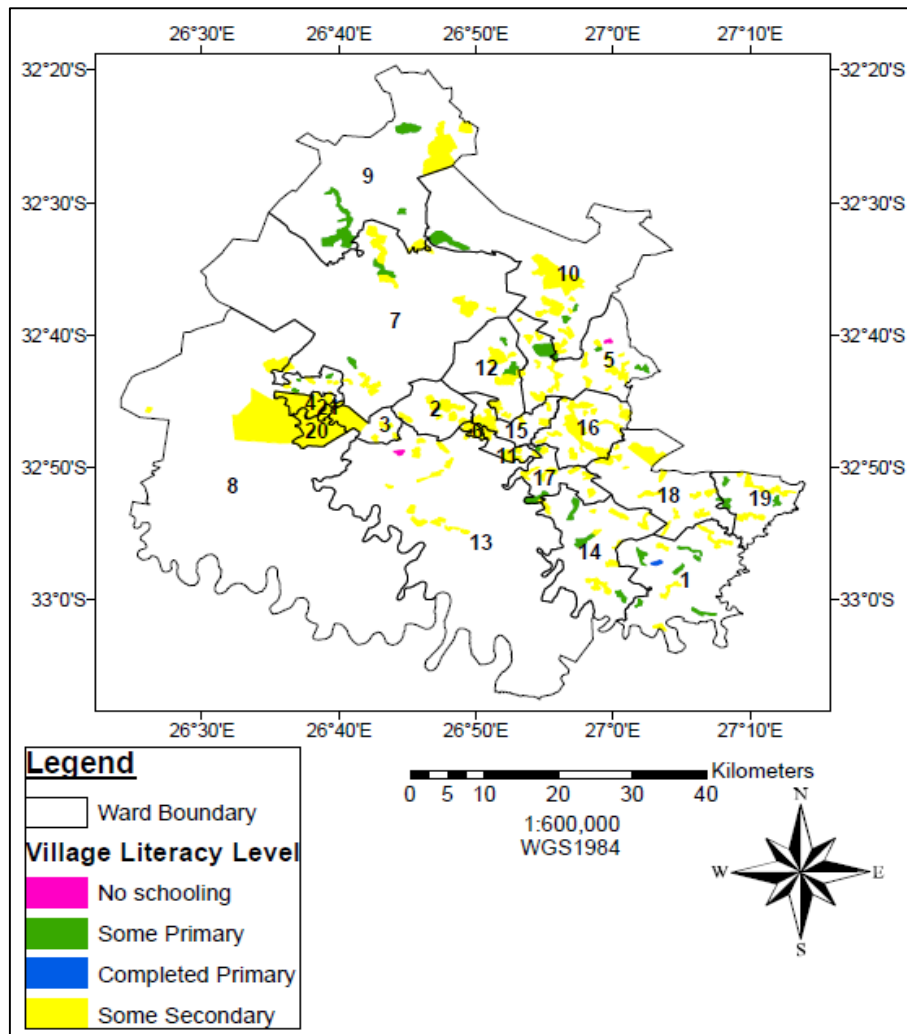 26°30'E 26°40'E 26°50'E 27°0'E 27°10'E
32°20'S 32°20'S
9
32°30'S 32°30'S
10
7
32°40'S 32°40'S
5
12
4 21 2
20 3 6 15 16
11
32°50'S 32°50'S
8 17 18 19
13 14
1
33°0'S 33°0'S
26°30'E 26°40'E 26°50'E 27°0'E 27°10'E
Legend
Ward Boundary
Village Literacy Level
No schooling
Some Primary
Completed Primary
Some Secondary
Kilometers
0 5 10 20 30 40
1:600,000
WGS1984
N
W E
S